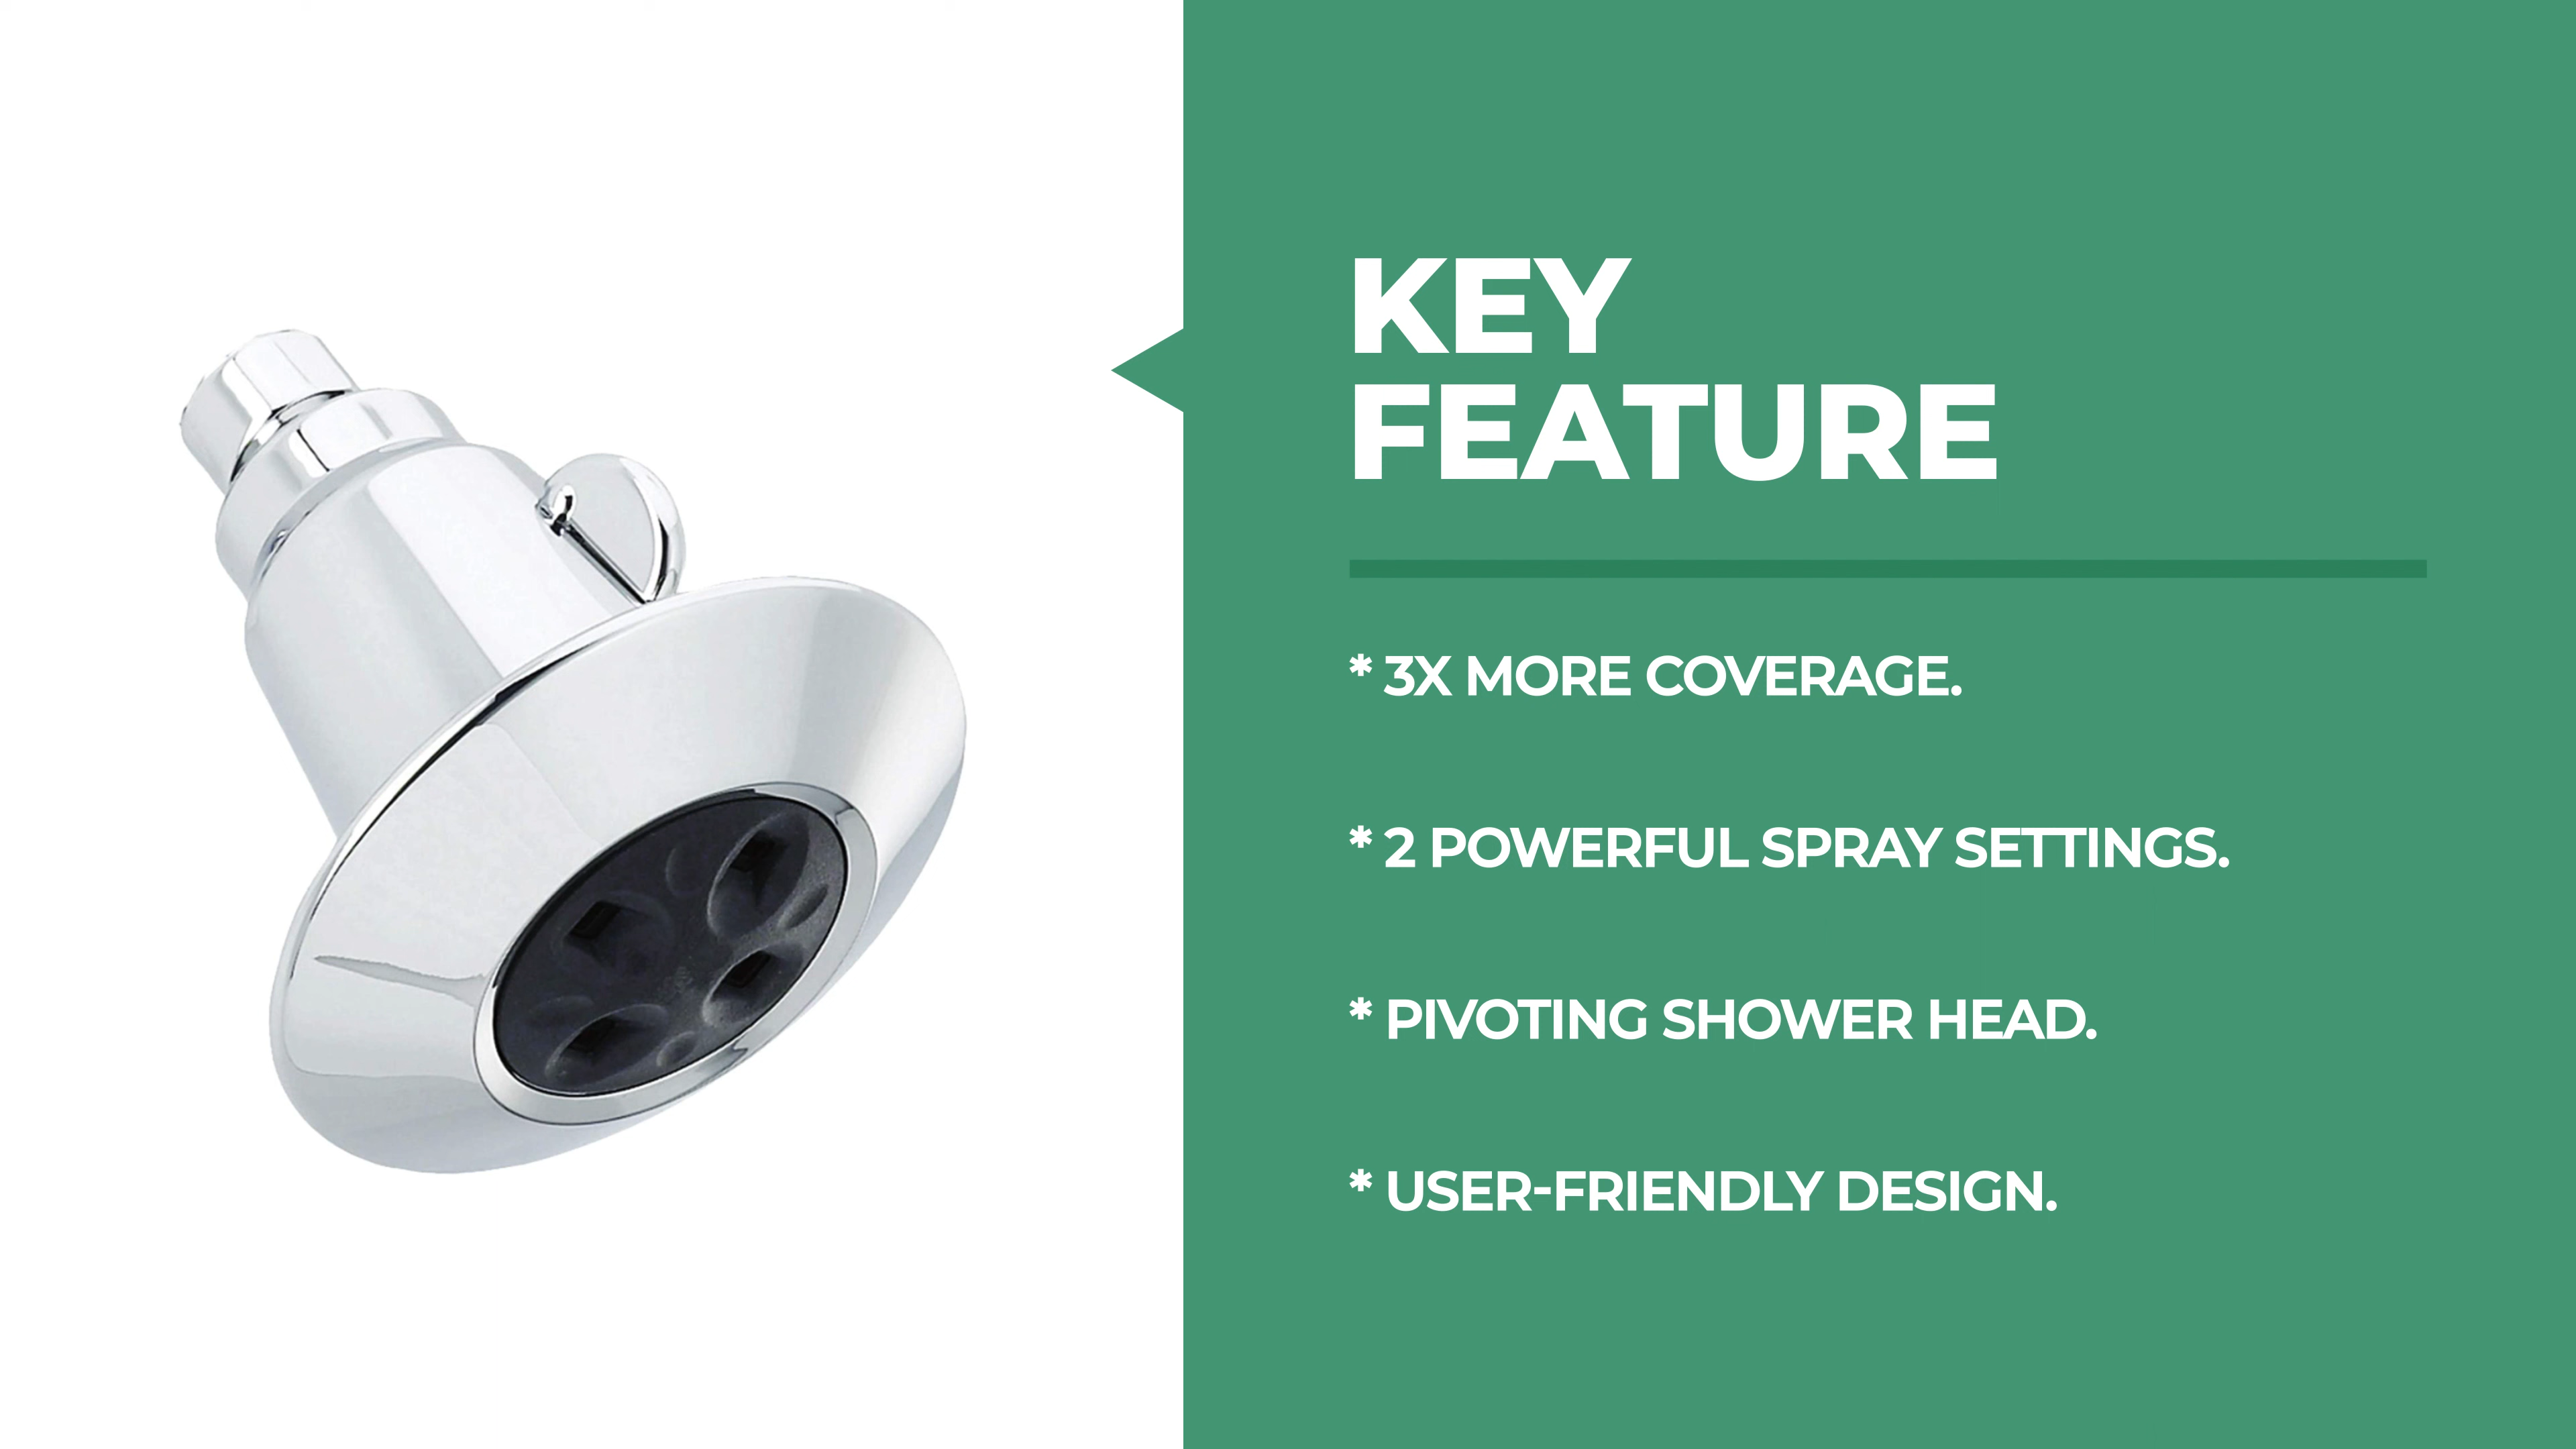 KEY
FEATURE
* 3X MORE COVERAGE.
* 2 POWERFUL SPRAY SETTINGS.
* PIVOTING SHOWER HEAD.
* USER-FRIENDLY DESIGN.